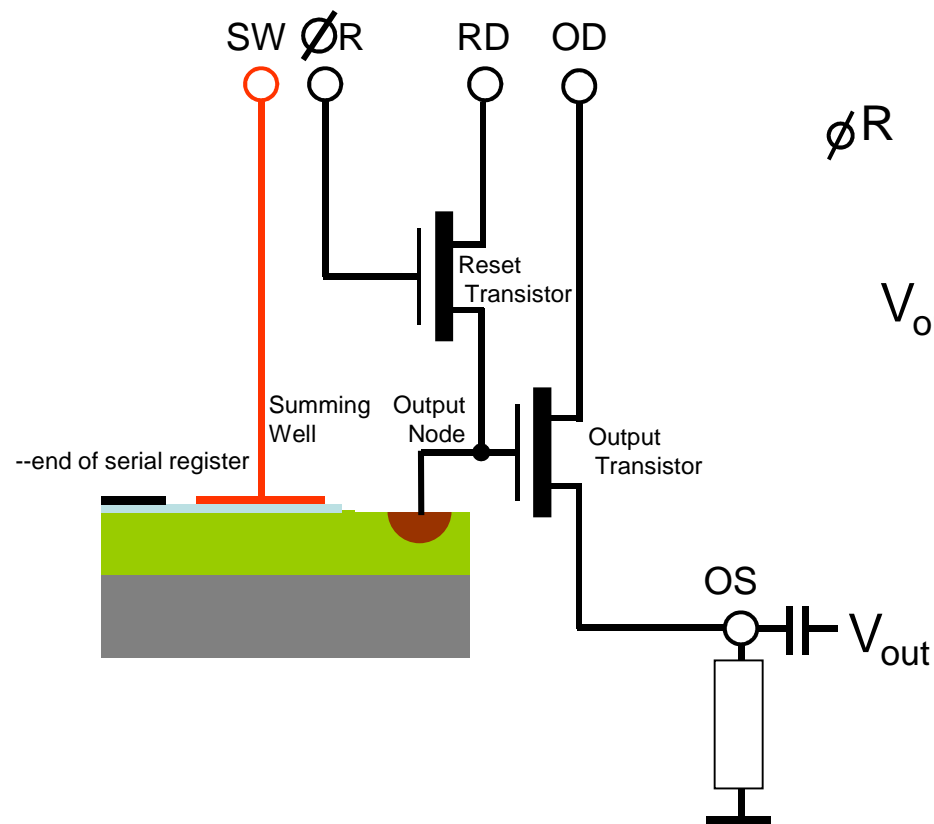 SW ØR RD OD
øR
Reset
Transistor
Vo
Summing
Well
Output
Node
Output
Transistor
--end of serial register
OS
Vout